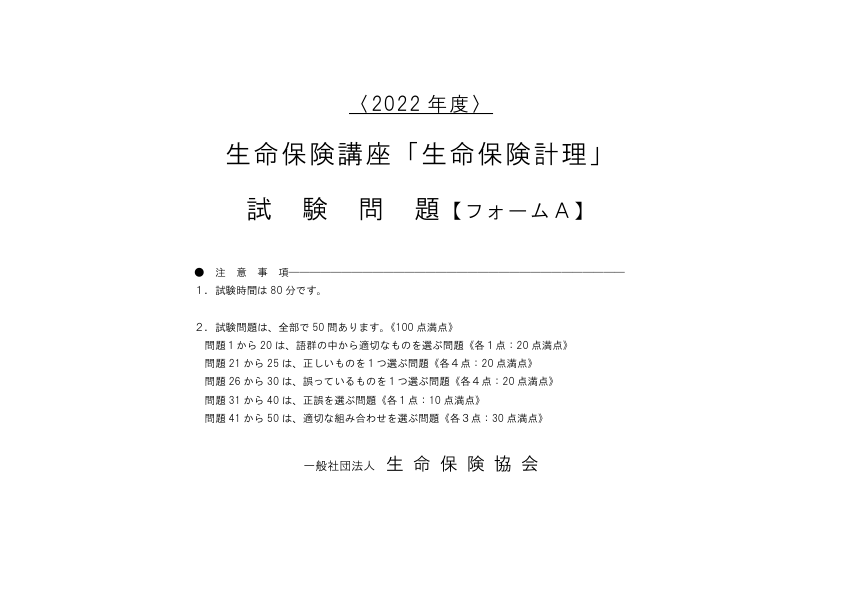 〈2022 年度〉
生命保険講座「生命保険計理」
試　験　問　題【フォームＡ】
● 注　意　事　項
１．試験時間は 80 分です。
２．試験問題は、全部で 50 問あります。《100 点満点》
問題１から 20 は、語群の中から適切なものを選ぶ問題《各１点：20 点満点》
問題 21 から 25 は、正しいものを１つ選ぶ問題《各４点：20 点満点》
問題 26 から 30 は、誤っているものを１つ選ぶ問題《各４点：20 点満点》
問題 31 から 40 は、正誤を選ぶ問題《各１点：10 点満点》
問題 41 から 50 は、適切な組み合わせを選ぶ問題《各３点：30 点満点》
一般社団法人　生 命 保 険 協 会